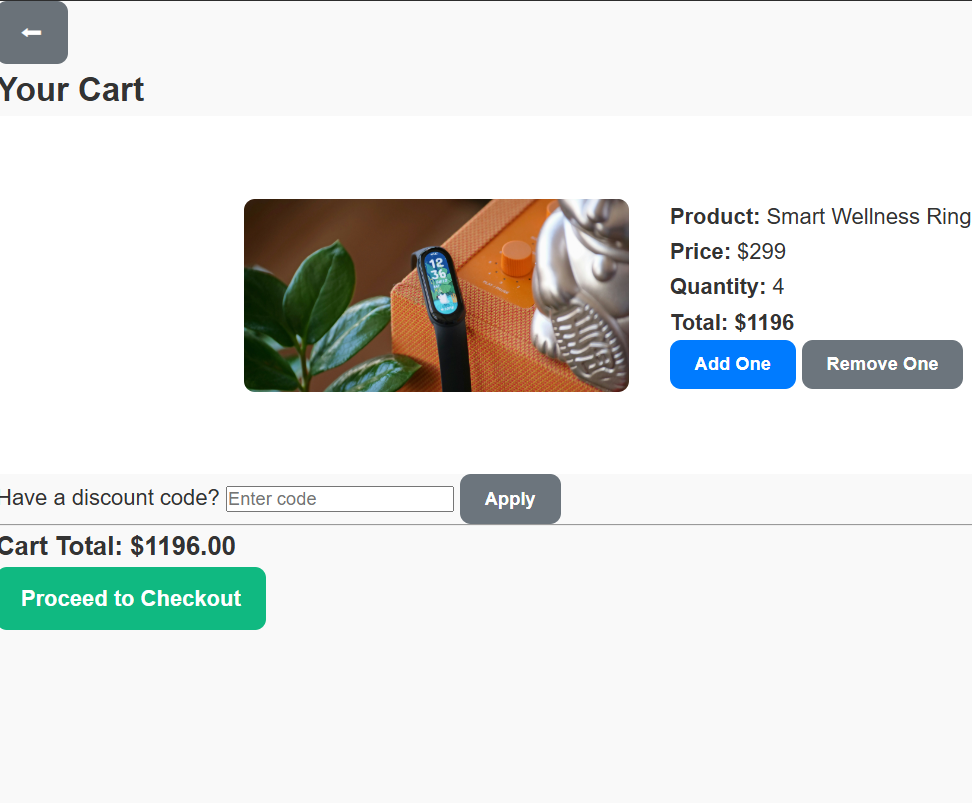 Your Cart
12
36
Product: Smart Wellness Ring
Price: $299
Quantity: 4
Total: $1196
Add One Remove One
Have a discount code? Enter code Apply
Cart Total: $1196.00
Proceed to Checkout